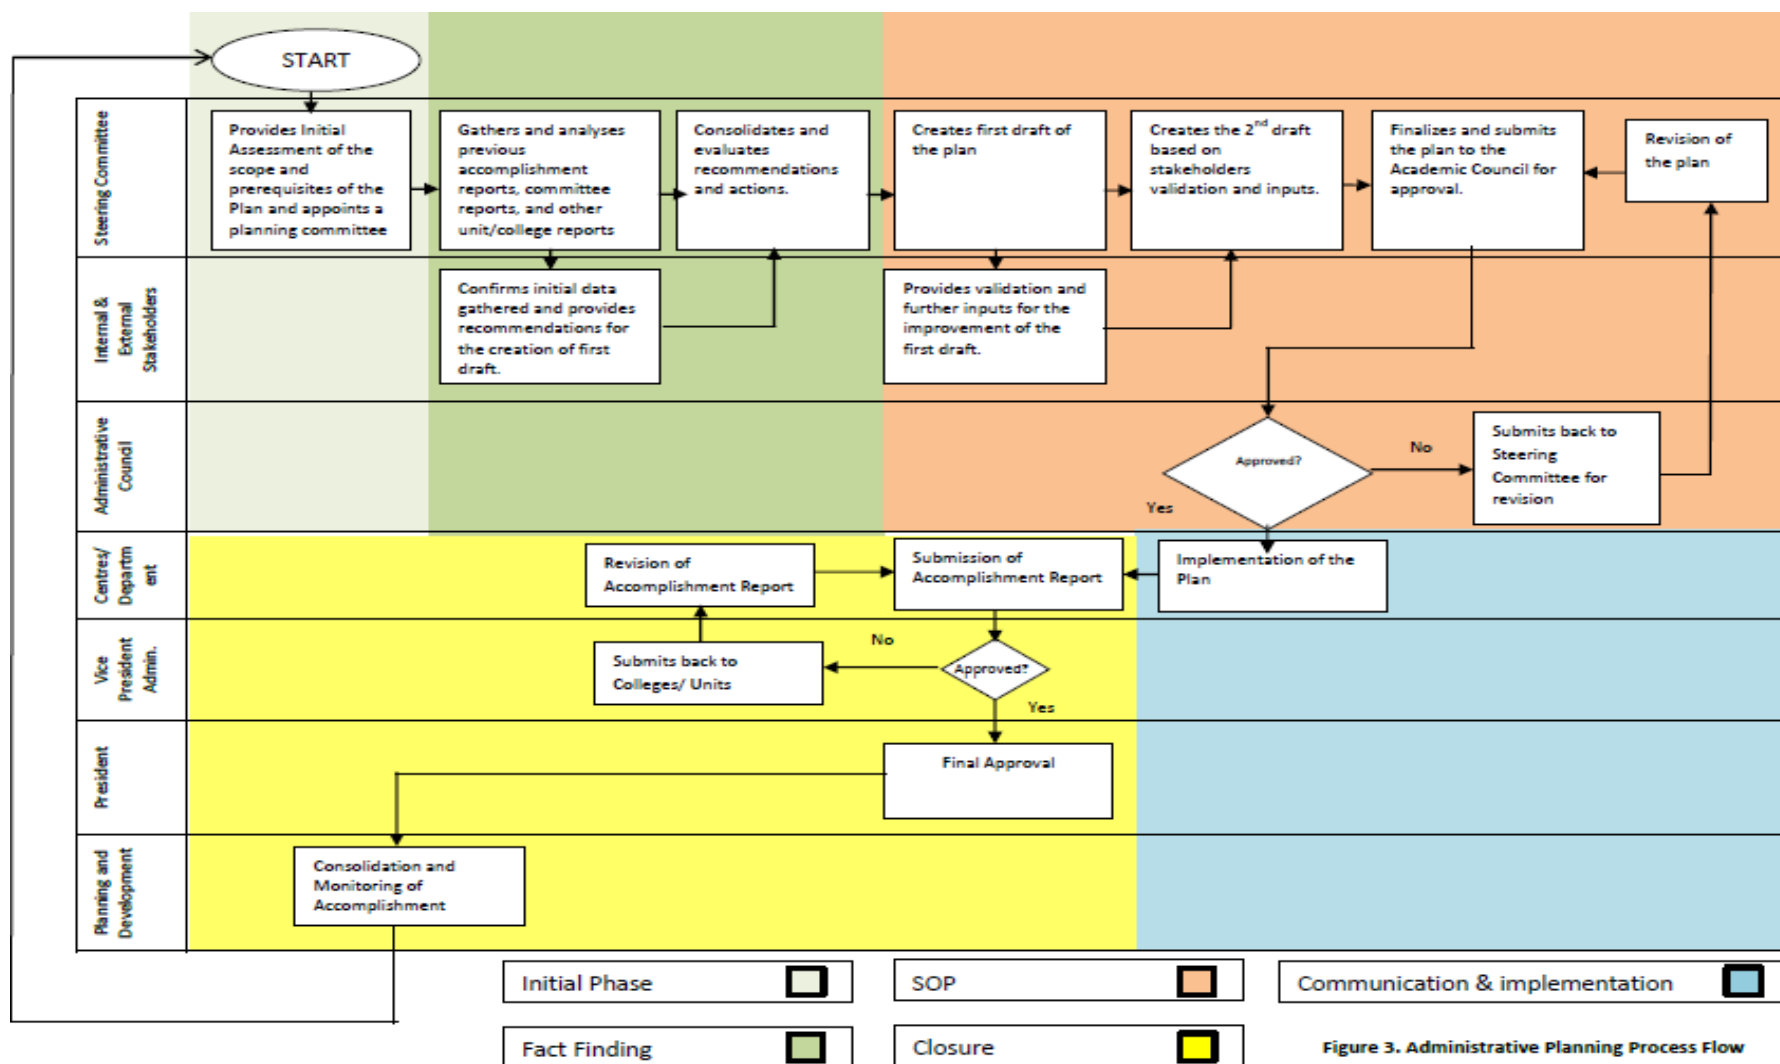 START
Steering Committee
Provides Initial
Assessment of the
scope and
prerequisites of the
Plan and appoints a
planning committee
Gathers and analyses
previous
accomplishment
reports, committee
reports, and other
unit/college reports
Consolidates and
evaluates
recommendations
and actions.
Creates first draft of
the plan
Creates the 2nd draft
based on
stakeholders
validation and inputs.
Finalizes and submits
the plan to the
Academic Council for
approval.
Revision of
the plan
Internal &
External
Stakeholders
Confirms initial data
gathered and provides
recommendations for
the creation of first
draft.
Provides validation and
further inputs for the
improvement of the
first draft.
Administrative
Council
Approved?
No
Yes
Submits back to
Steering
Committee for
revision
Centres/
Departm
ent
Revision of
Accomplishment Report
Submission of
Accomplishment Report
Implementation of the
Plan
Vice
President
Admin.
Submits back to
Colleges/ Units
No
Approved?
Yes
President
Final Approval
Planning and
Development
Consolidation and
Monitoring of
Accomplishment
Initial Phase
SOP
Communication & implementation
Fact Finding
Closure
Figure 3. Administrative Planning Process Flow